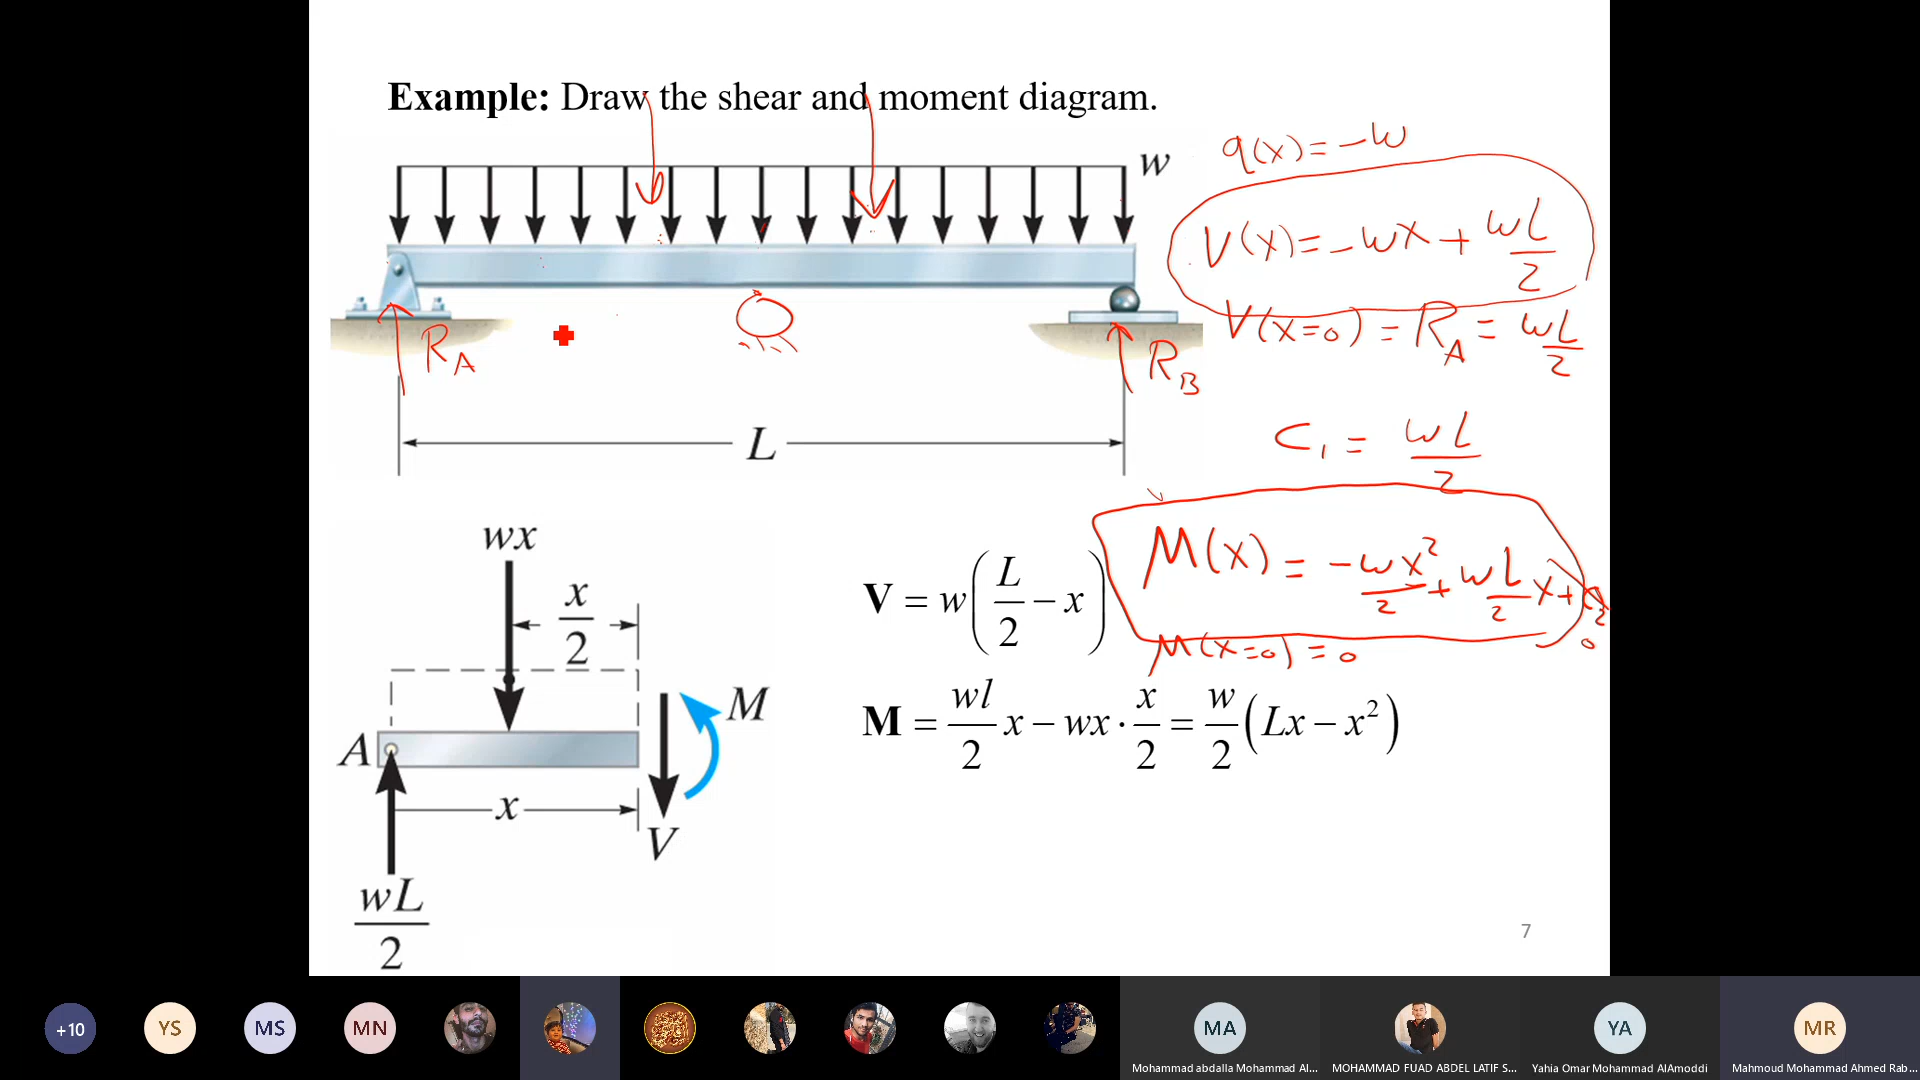 Example: Draw the shear and moment diagram.
w
q(x) = -w
V(x) = -wx + wL/2
V(x=0) = R_A = wL/2
R_A
R_B
L
C_1 = wL/2
wx
x/2
M
A
x
V
wL/2
V = w(L/2 - x)
M(x) = -wx²/2 + wL/2 x + C_2
0
M(x=0) = 0
M = wl/2 x - wx · x/2 = w/2 (Lx - x²)
7
+10
YS
MS
MN
MA
YA
MR
Mohammad abdalla Mohammad Al...
MOHAMMAD FUAD ABDEL LATIF S...
Yahia Omar Mohammad AlAmoddi
Mahmoud Mohammad Ahmed Rab...